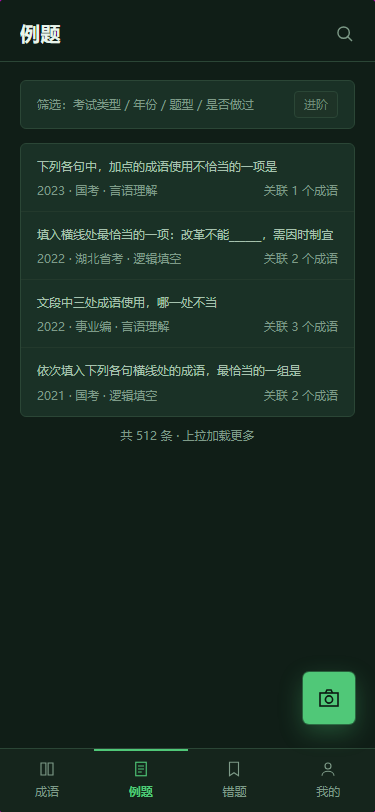 例题
筛选：考试类型 / 年份 / 题型 / 是否做过
进阶
下列各句中，加点的成语使用不恰当的一项是
2023 · 国考 · 言语理解
关联 1 个成语
填入横线处最恰当的一项：改革不能_____，需因时制宜
2022 · 湖北省考 · 逻辑填空
关联 2 个成语
文段中三处成语使用，哪一处不当
2022 · 事业编 · 言语理解
关联 3 个成语
依次填入下列各句横线处的成语，最恰当的一组是
2021 · 国考 · 逻辑填空
关联 2 个成语
共 512 条 · 上拉加载更多
成语
例题
错题
我的